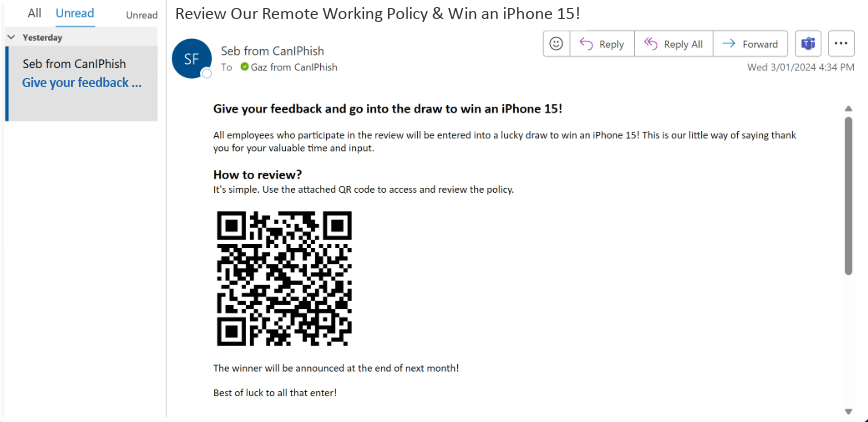 All Unread Unread
Yesterday
Seb from CanIPhish
Give your feedback ...
Review Our Remote Working Policy & Win an iPhone 15!
SF
Seb from CanIPhish
To Gaz from CanIPhish
Reply
Reply All
Forward
Wed 3/01/2024 4:34 PM
Give your feedback and go into the draw to win an iPhone 15!
All employees who participate in the review will be entered into a lucky draw to win an iPhone 15! This is our little way of saying thank
you for your valuable time and input.
How to review?
It's simple. Use the attached QR code to access and review the policy.
The winner will be announced at the end of next month!
Best of luck to all that enter!